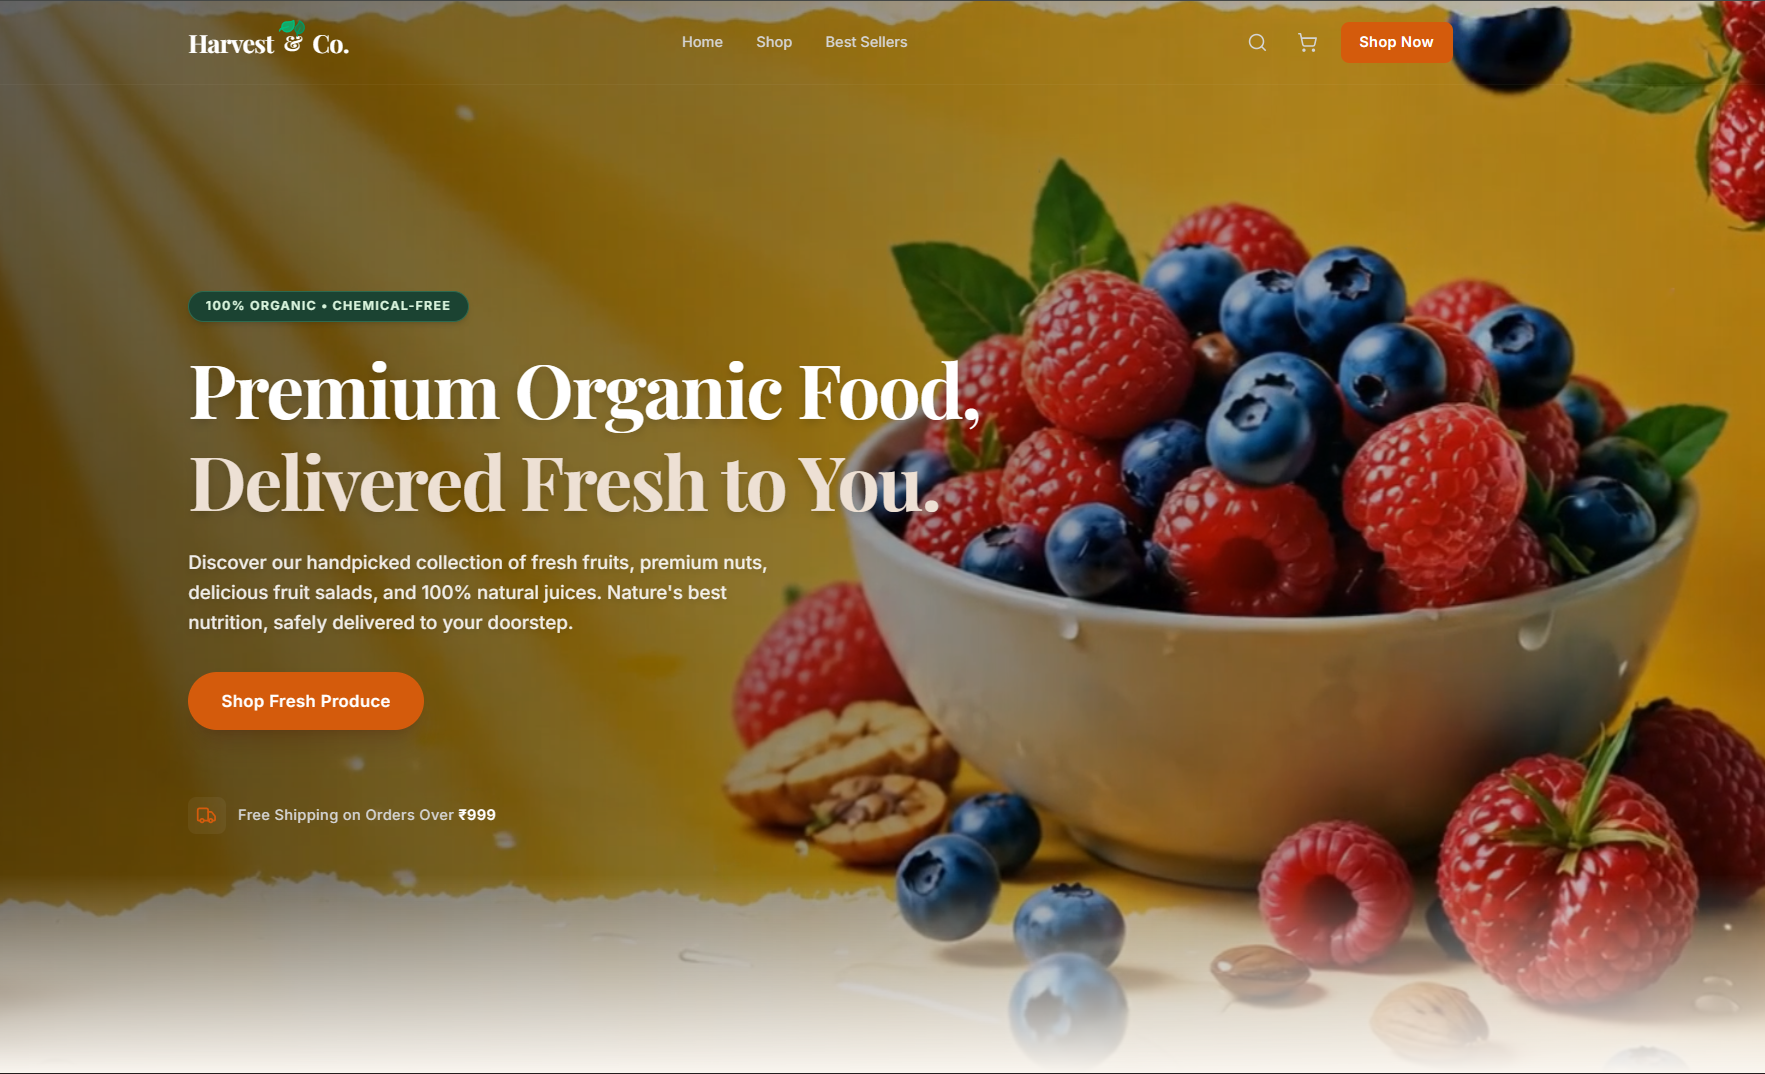 Harvest & Co.
Home
Shop
Best Sellers
Shop Now
100% ORGANIC • CHEMICAL-FREE
Premium Organic Food,
Delivered Fresh to You.
Discover our handpicked collection of fresh fruits, premium nuts,
delicious fruit salads, and 100% natural juices. Nature's best
nutrition, safely delivered to your doorstep.
Shop Fresh Produce
Free Shipping on Orders Over ₹999